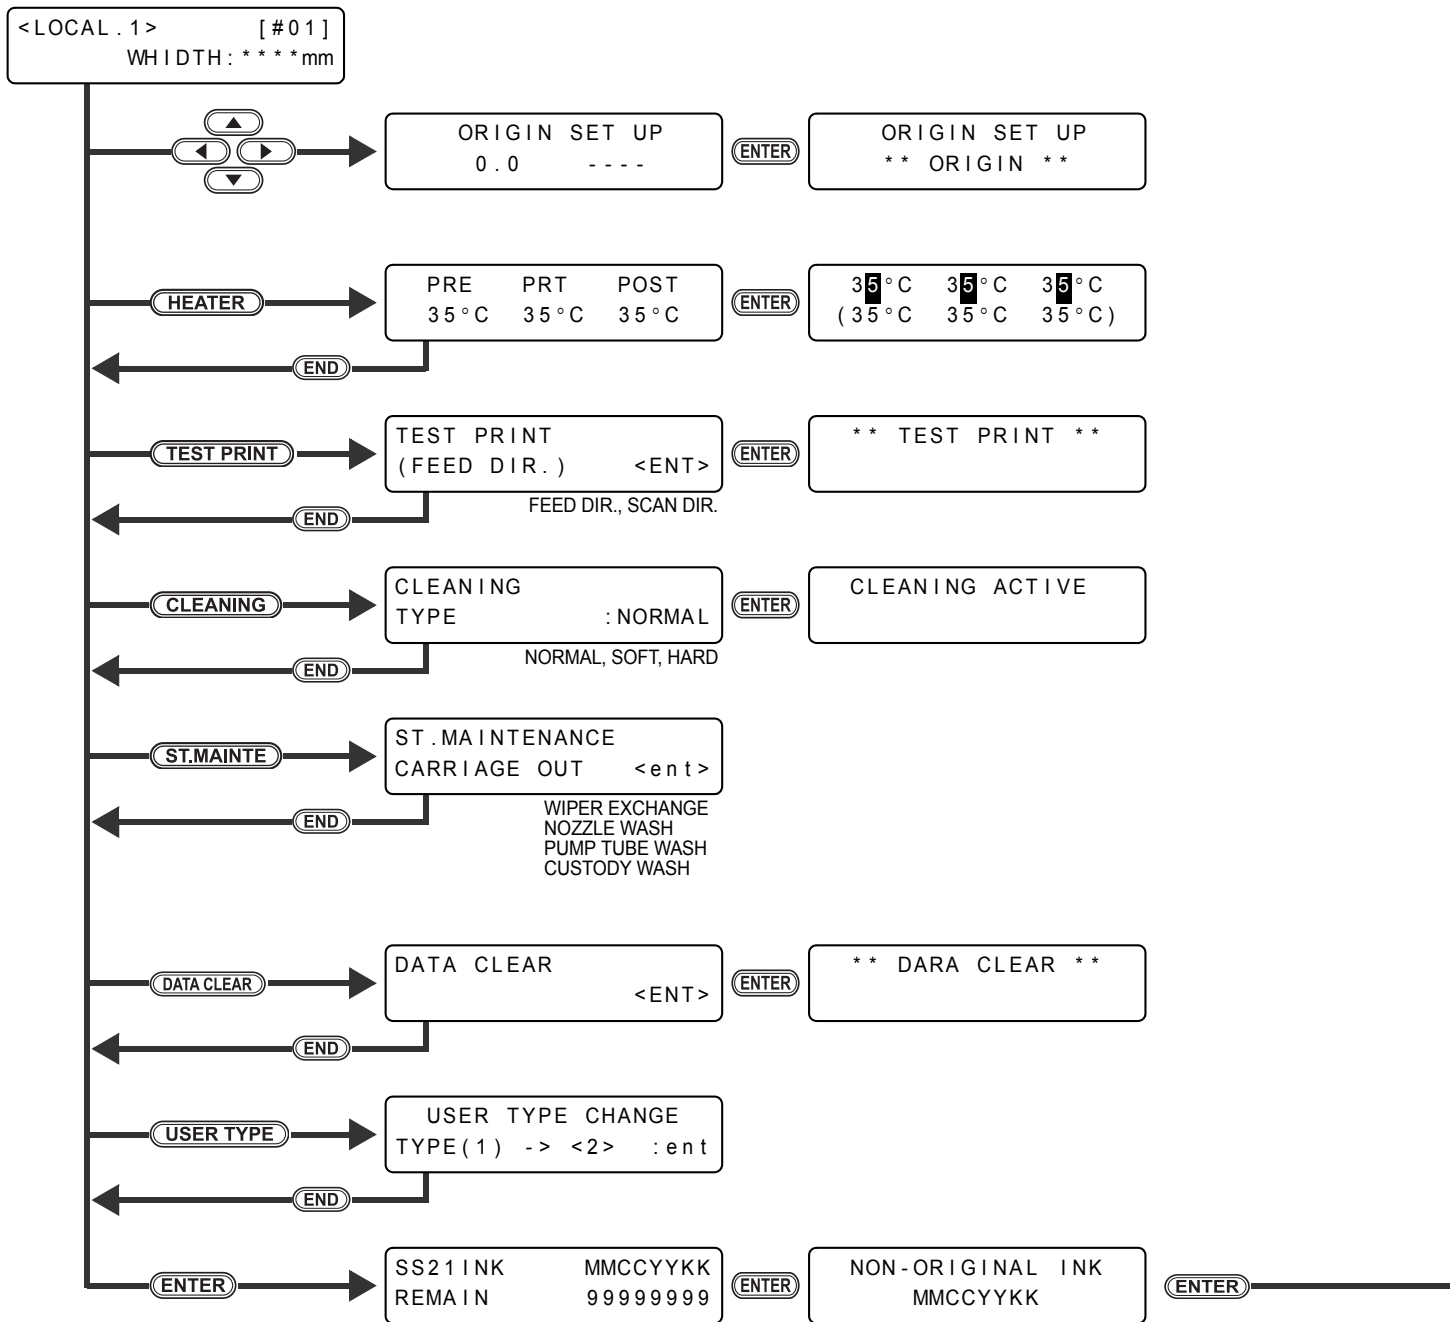 <LOCAL.1> [#01]
WHIDTH:****mm
ORIGIN SET UP
0.0 ----
ENTER
ORIGIN SET UP
** ORIGIN **
HEATER
PRE PRT POST
35°C 35°C 35°C
ENTER
35°C 35°C 35°C
(35°C 35°C 35°C)
END
TEST PRINT
TEST PRINT
(FEED DIR.) <ENT>
ENTER
** TEST PRINT **
FEED DIR., SCAN DIR.
END
CLEANING
CLEANING
TYPE :NORMAL
ENTER
CLEANING ACTIVE
NORMAL, SOFT, HARD
END
ST.MAINTE
ST.MAINTENANCE
CARRIAGE OUT <ent>
WIPER EXCHANGE
NOZZLE WASH
PUMP TUBE WASH
CUSTODY WASH
END
DATA CLEAR
DATA CLEAR
<ENT>
ENTER
** DARA CLEAR **
END
USER TYPE
USER TYPE CHANGE
TYPE(1) -> <2> :ent
END
ENTER
SS21INK MMCCYYKK
REMAIN 99999999
ENTER
NON-ORIGINAL INK
MMCCYYKK
ENTER